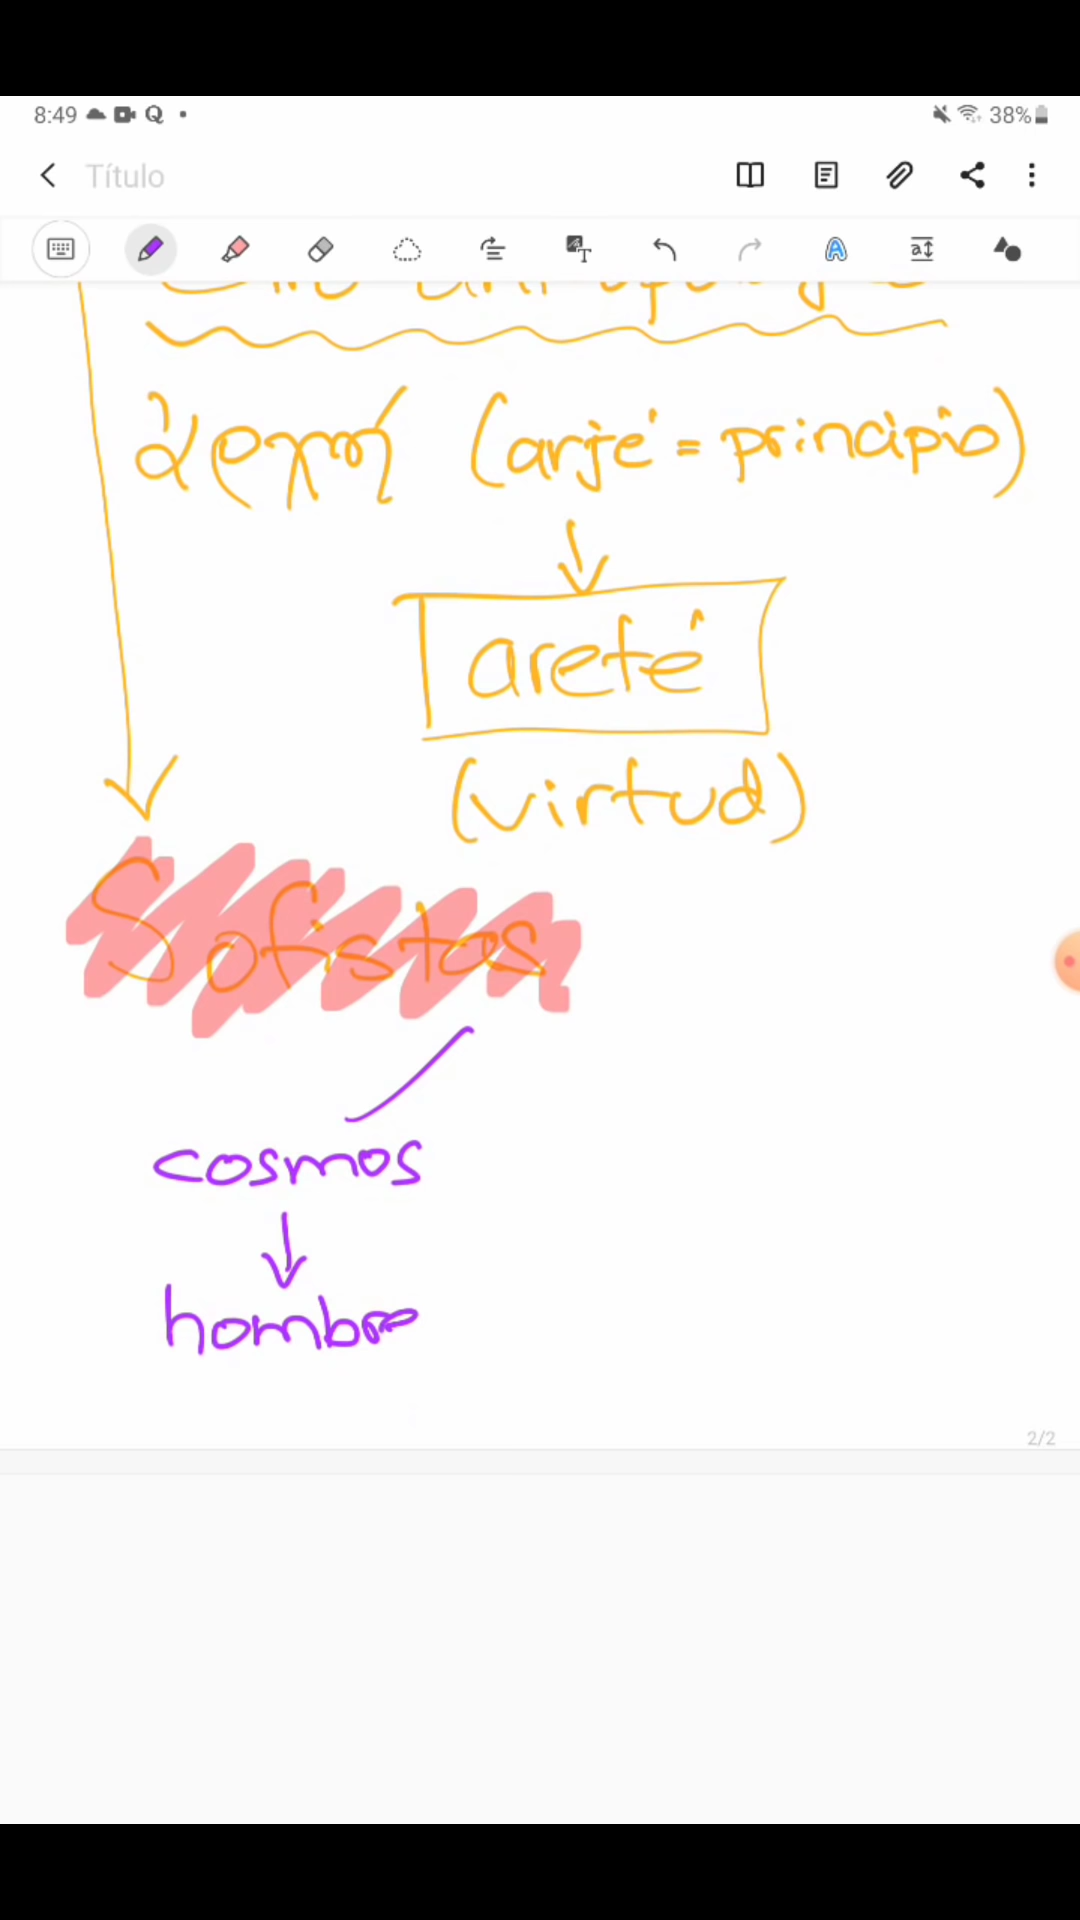 8:49
38%
Título
ἀρχή (arjé = principio)
areté
(virtud)
Sofistas
cosmos
hombre
2/2